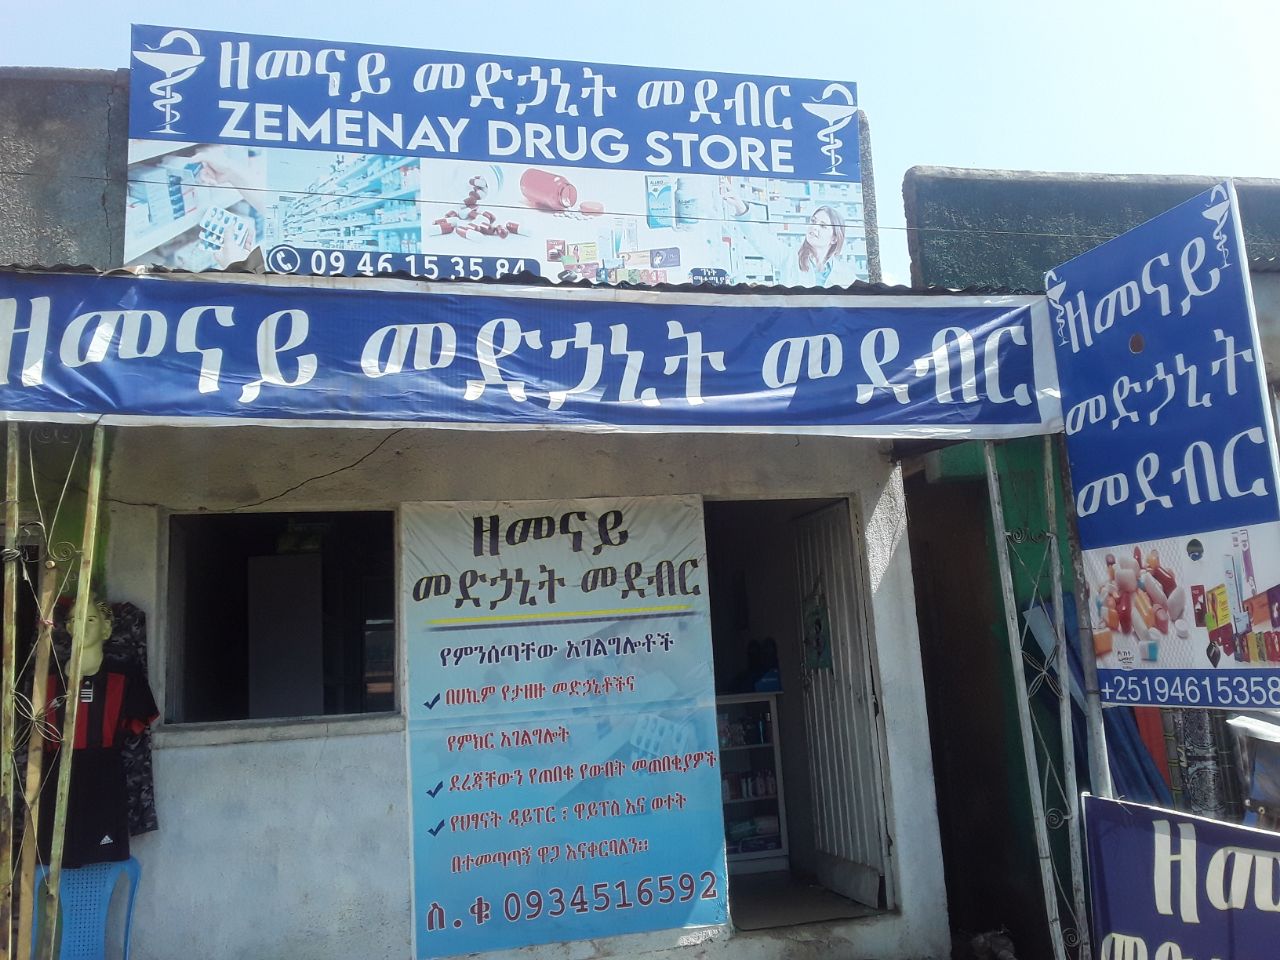 ዘመናይ መድኃኒት መደብር
ZEMENAY DRUG STORE
09 46 15 35 84
ዘመናይ መድኃኒት መደብር
ዘመናይ
መድኃኒት
መደብር
+25194615358
ዘመናይ
መድኃኒት መደብር
የምንሰጣቸው አገልግሎቶች
በሀኪም የታዘዙ መድኃኒቶችና
የምክር አገልግሎት
ደረጃቸውን የጠበቁ የውበት መጠበቂያዎች
የህፃናት ዳይፐር ፣ ዋይፐስ እና ወተት
በተመጣጣኝ ዋጋ እናቀርባለን።
ስ.ቁ 0934516592